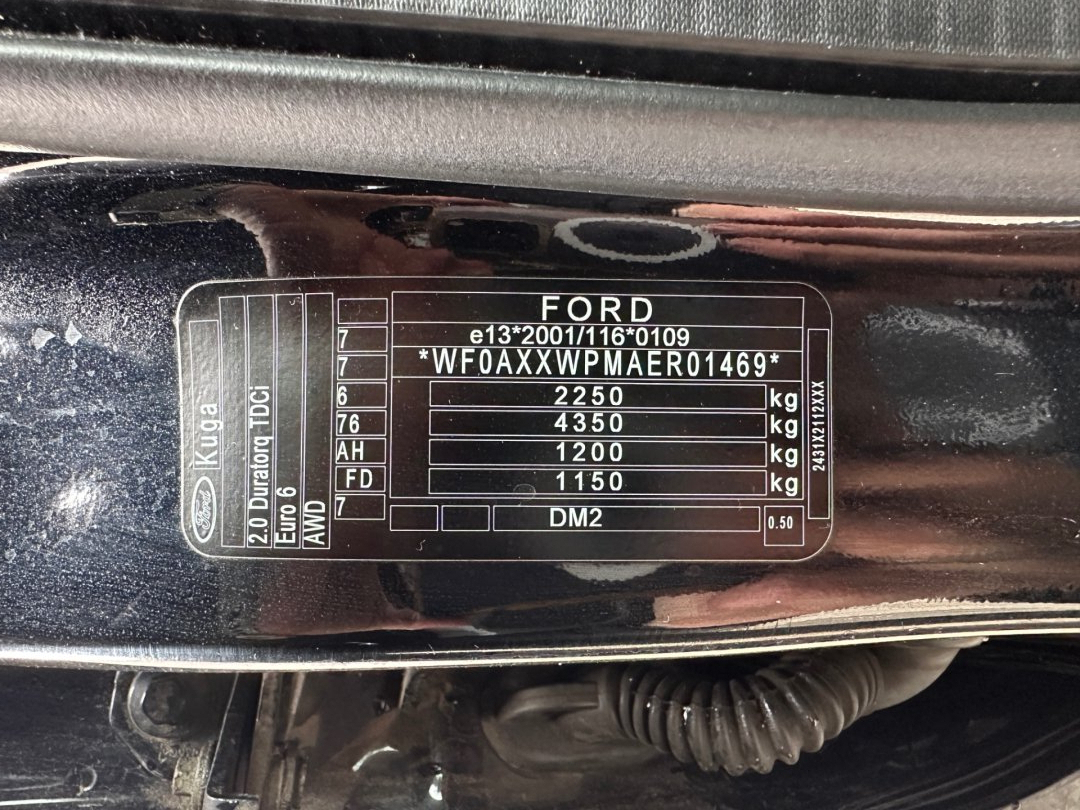 Ford
Kuga
2.0 Duratorq TDCi
Euro 6
AWD
7
7
6
76
AH
FD
7
FORD
e13*2001/116*0109
*WF0AXXWPMAER01469*
2250 kg
4350 kg
1200 kg
1150 kg
DM2
0.50
2431X2112XXX